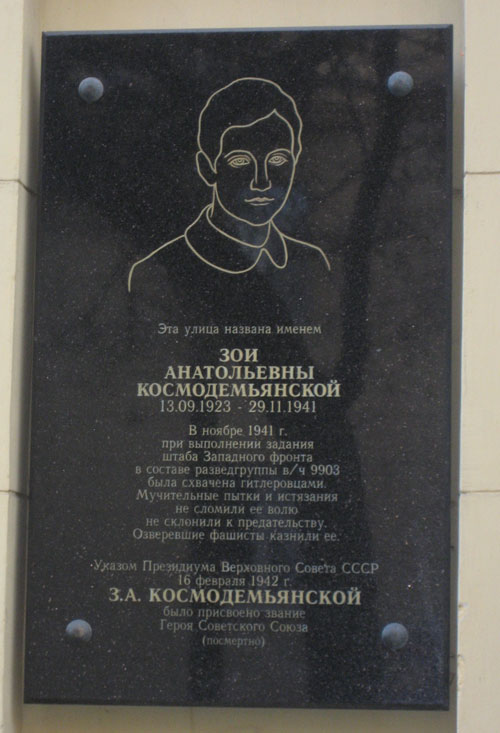 Эта улица названа именем
ЗОИ
АНАТОЛЬЕВНЫ
КОСМОДЕМЬЯНСКОЙ
13.09.1923 - 29.11.1941
В ноябре 1941 г.
при выполнении задания
штаба Западного фронта
в составе разведгруппы в/ч 9903
была схвачена гитлеровцами.
Мучительные пытки и истязания
не сломили ее волю
не склонили к предательству.
Озверевшие фашисты казнили ее.
Указом Президиума Верховного Совета СССР
16 февраля 1942 г.
З.А. КОСМОДЕМЬЯНСКОЙ
было присвоено звание
Героя Советского Союза
(посмертно)